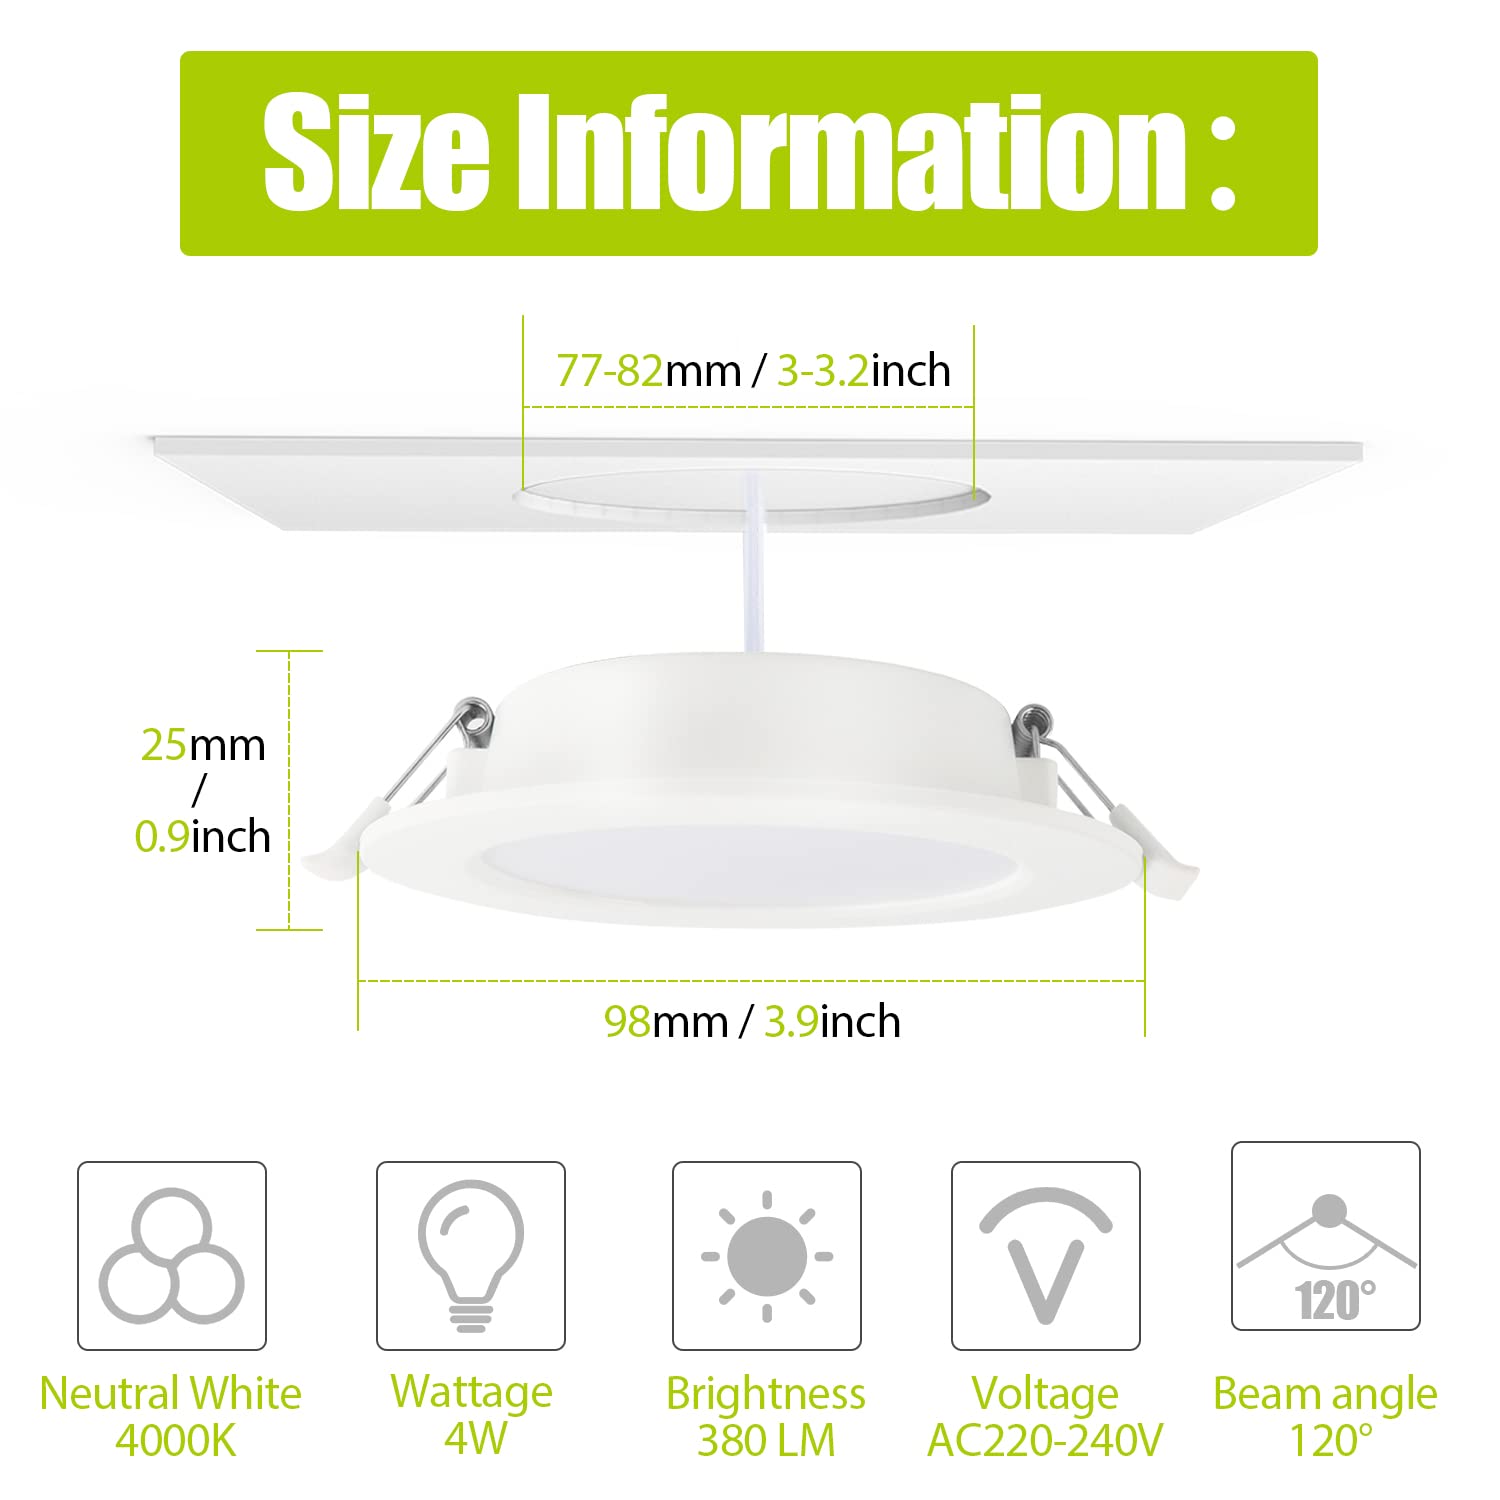 Size Information:
77-82mm / 3-3.2inch
25mm
/
0.9inch
98mm / 3.9inch
120°
Neutral White
4000K
Wattage
4W
Brightness
380 LM
V
Voltage
AC220-240V
Beam angle
120°